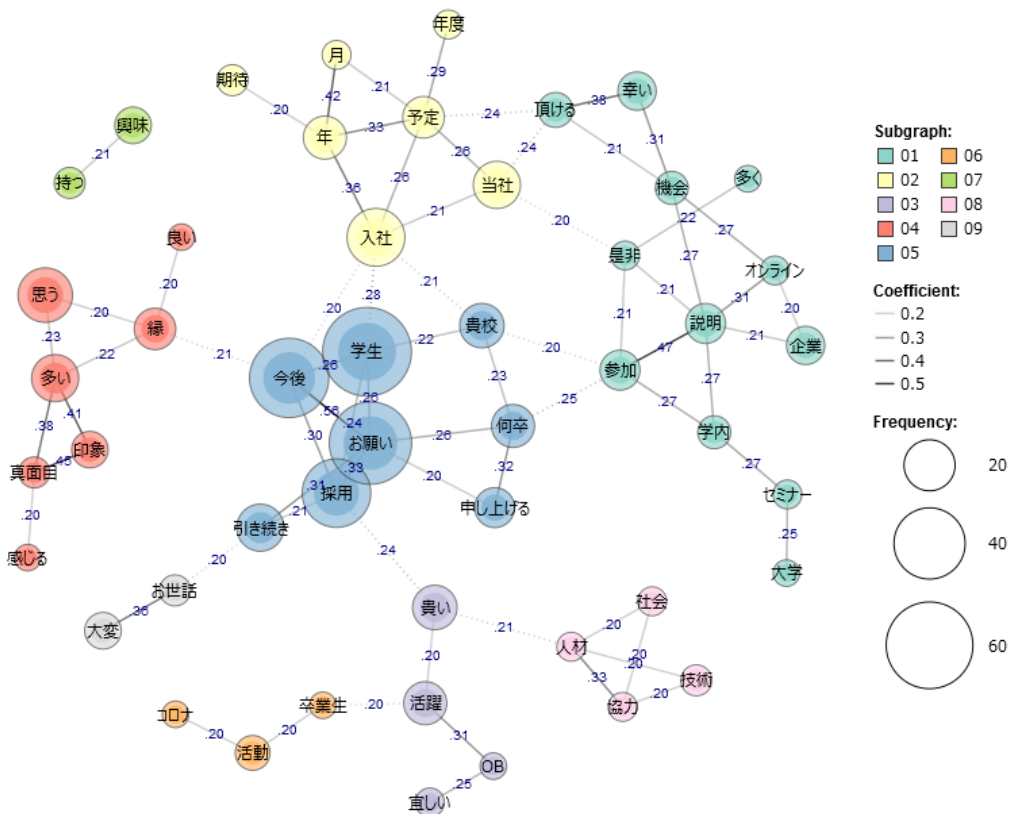 年度
月
.29
期待
.21
.20
.42
予定
.24
頂ける
.38
幸い
年
.33
興味
.31
.21
持つ
.26
.24
.21
当社
機会
多く
.36
.21
入社
.20
.22
.27
良い
是非
.27
オンライン
思う
.20
.28
.21
.21
.20
.20
.31
縁
説明
.20
.23
貴校
.21
企業
.22
.21
学生
.22
.21
.20
.47
今後
.26
参加
多い
.23
.27
.25
.26
.27
.41
.56
.24
何卒
.38
.30
お願い
.26
学内
印象
.45
.33
.32
真面目
.20
.27
採用
.31
セミナー
申し上げる
.20
.21
引き続き
.25
感じる
.20
.24
大学
お世話
.36
大変
貴い
社会
.21
.20
人材
.20
.20
.20
.33
技術
.20
協力
コロナ
卒業生
.20
活躍
.20
.20
活動
.31
OB
.25
宜しい
Subgraph:
01 06
02 07
03 08
04 09
05
Coefficient:
0.2
0.3
0.4
0.5
Frequency:
20
40
60